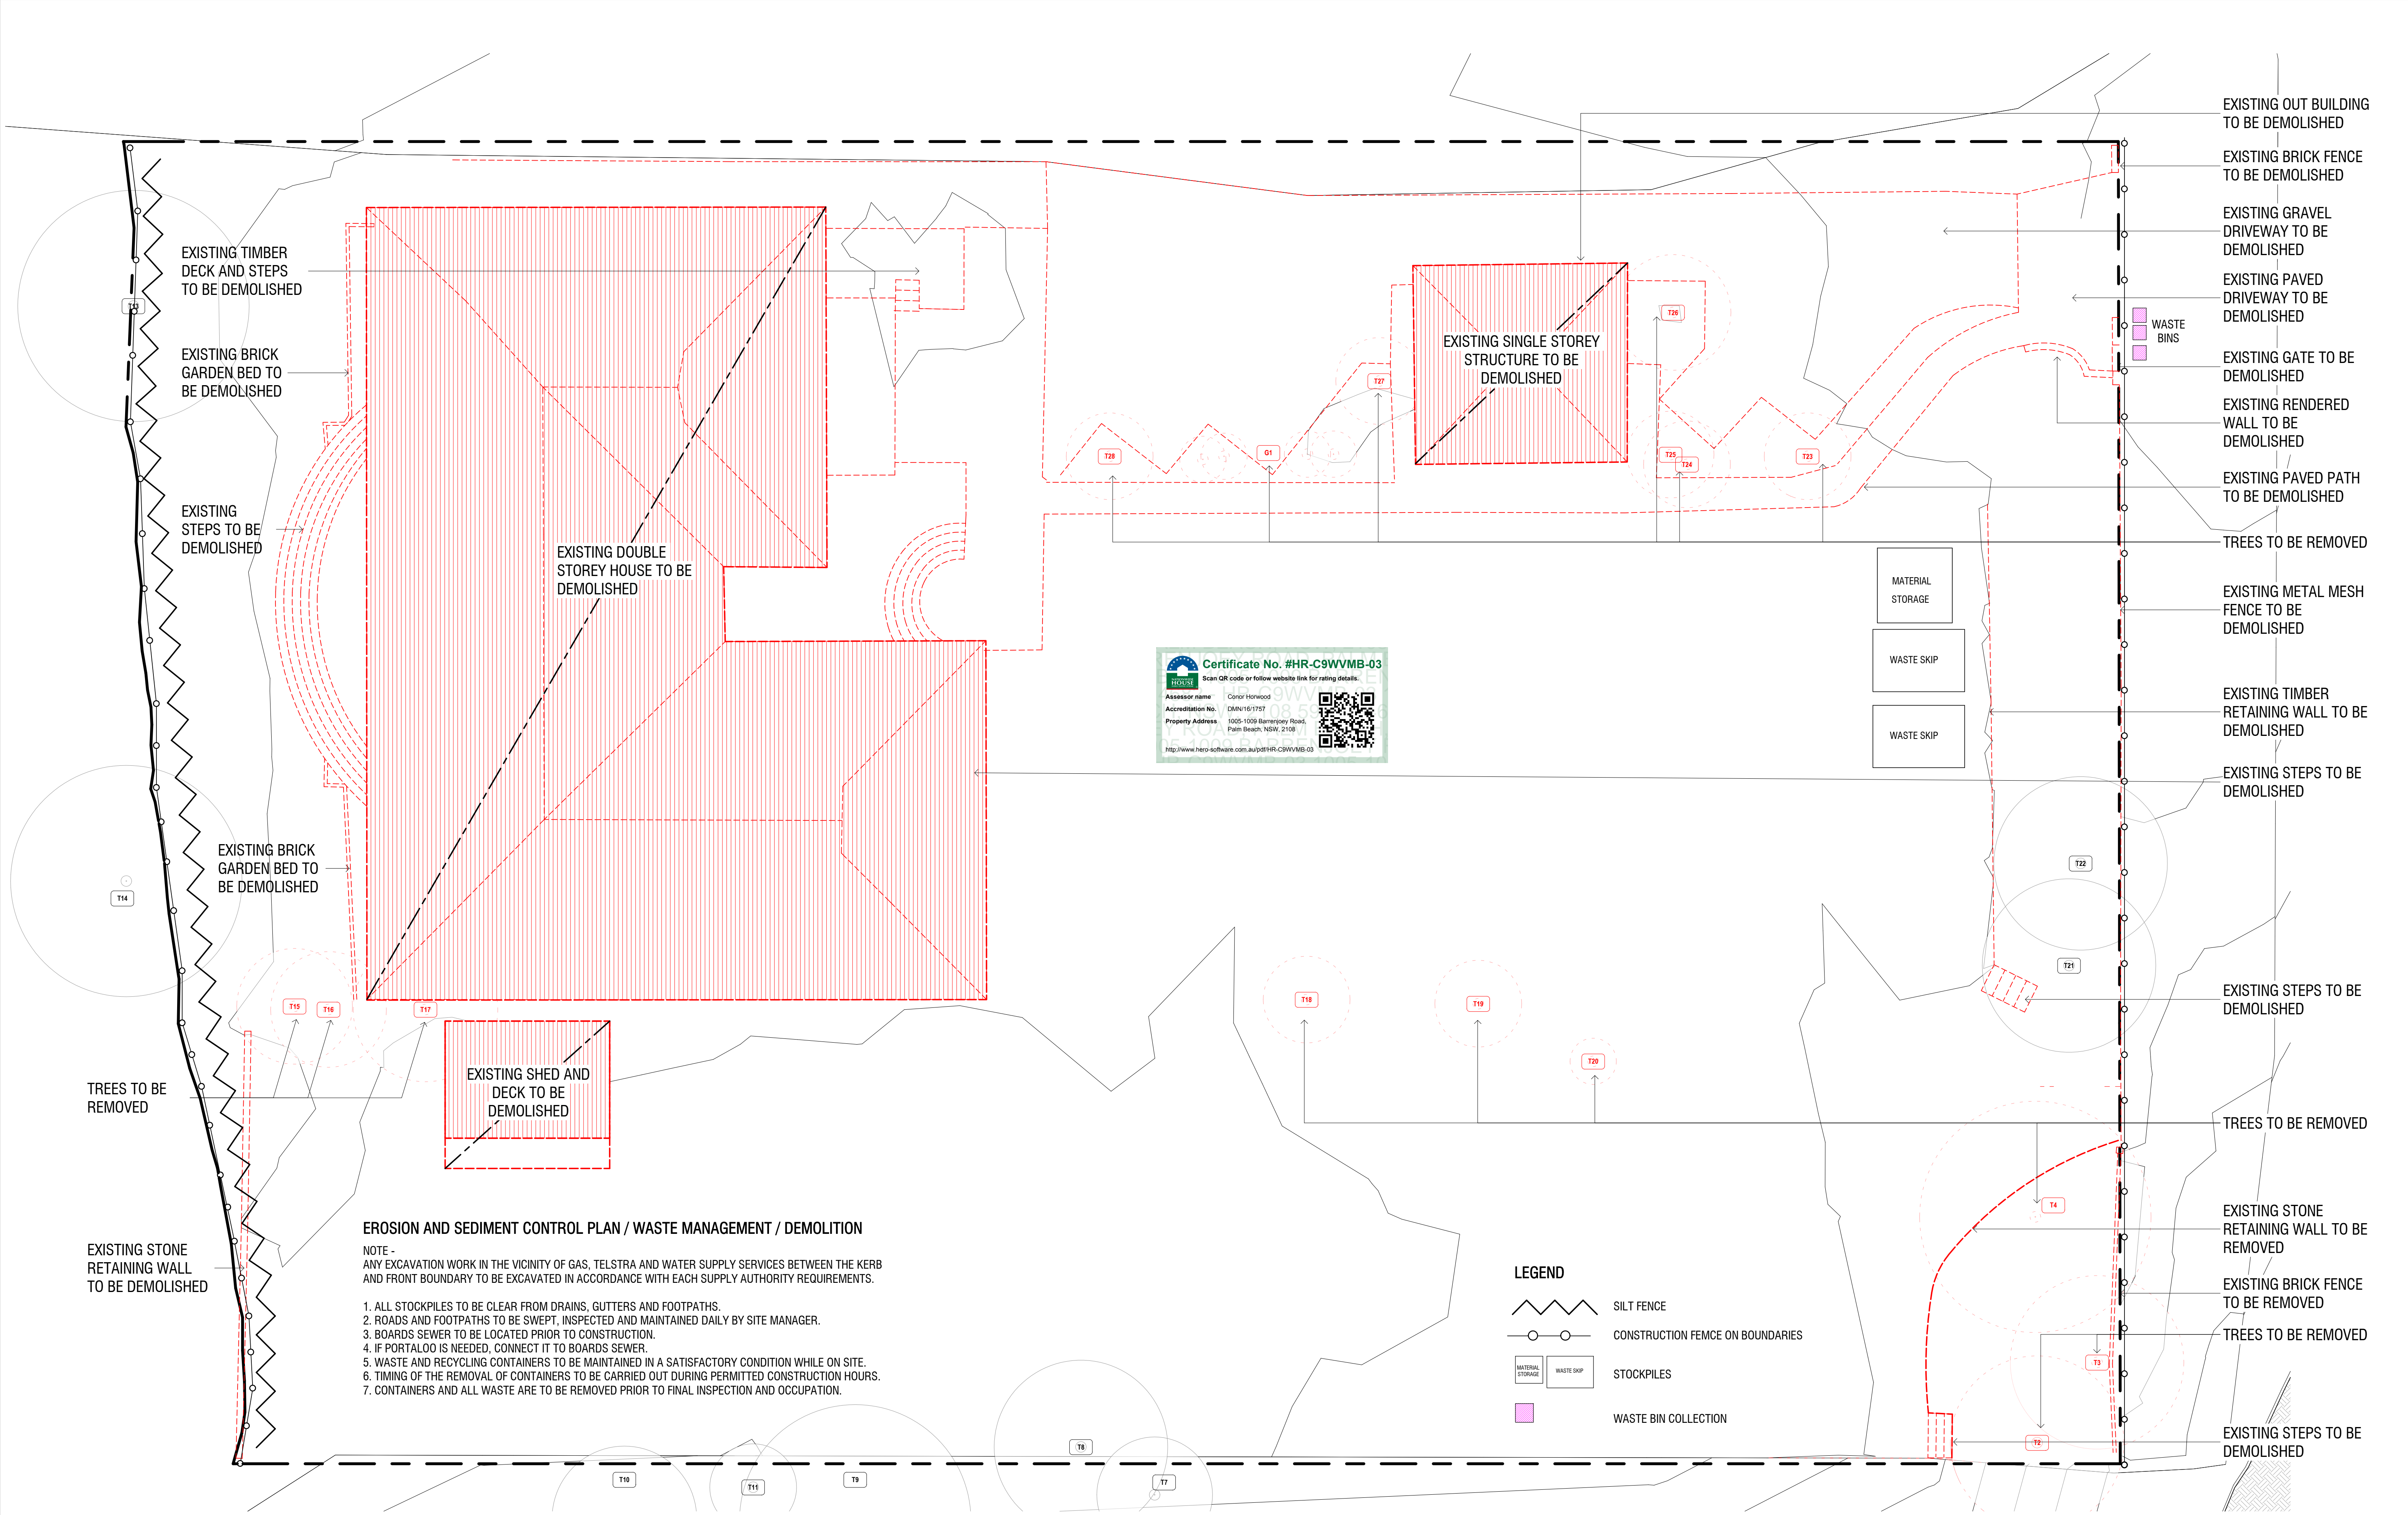 EXISTING OUT BUILDING
TO BE DEMOLISHED
EXISTING BRICK FENCE
TO BE DEMOLISHED
EXISTING GRAVEL
DRIVEWAY TO BE
DEMOLISHED
EXISTING PAVED
DRIVEWAY TO BE
DEMOLISHED
WASTE
BINS
EXISTING GATE TO BE
DEMOLISHED
EXISTING RENDERED
WALL TO BE
DEMOLISHED
EXISTING PAVED PATH
TO BE DEMOLISHED
TREES TO BE REMOVED
EXISTING METAL MESH
FENCE TO BE
DEMOLISHED
EXISTING TIMBER
RETAINING WALL TO BE
DEMOLISHED
EXISTING STEPS TO BE
DEMOLISHED
EXISTING STEPS TO BE
DEMOLISHED
TREES TO BE REMOVED
EXISTING STONE
RETAINING WALL TO BE
REMOVED
EXISTING BRICK FENCE
TO BE REMOVED
TREES TO BE REMOVED
EXISTING STEPS TO BE
DEMOLISHED
EXISTING TIMBER
DECK AND STEPS
TO BE DEMOLISHED
T13
EXISTING BRICK
GARDEN BED TO
BE DEMOLISHED
EXISTING
STEPS TO BE
DEMOLISHED
EXISTING BRICK
GARDEN BED TO
BE DEMOLISHED
T14
T15
T16
T17
TREES TO BE
REMOVED
EXISTING STONE
RETAINING WALL
TO BE DEMOLISHED
EXISTING DOUBLE
STOREY HOUSE TO BE
DEMOLISHED
EXISTING SHED AND
DECK TO BE
DEMOLISHED
EXISTING SINGLE STOREY
STRUCTURE TO BE
DEMOLISHED
T26
T27
T28
G1
T25
T24
T23
MATERIAL
STORAGE
WASTE SKIP
WASTE SKIP
Certificate No. #HR-C9WVMB-03
Scan QR code or follow website link for rating details.
Assessor name Conor Horwood
Accreditation No. DMN/16/1757
Property Address 1005-1009 Barrenjoey Road,
Palm Beach, NSW, 2108
http://www.hero-software.com.au/pdf/HR-C9WVMB-03
HOUSE
T22
T21
T18
T19
T20
T4
T3
T2
EROSION AND SEDIMENT CONTROL PLAN / WASTE MANAGEMENT / DEMOLITION
NOTE -
ANY EXCAVATION WORK IN THE VICINITY OF GAS, TELSTRA AND WATER SUPPLY SERVICES BETWEEN THE KERB
AND FRONT BOUNDARY TO BE EXCAVATED IN ACCORDANCE WITH EACH SUPPLY AUTHORITY REQUIREMENTS.
1. ALL STOCKPILES TO BE CLEAR FROM DRAINS, GUTTERS AND FOOTPATHS.
2. ROADS AND FOOTPATHS TO BE SWEPT, INSPECTED AND MAINTAINED DAILY BY SITE MANAGER.
3. BOARDS SEWER TO BE LOCATED PRIOR TO CONSTRUCTION.
4. IF PORTALOO IS NEEDED, CONNECT IT TO BOARDS SEWER.
5. WASTE AND RECYCLING CONTAINERS TO BE MAINTAINED IN A SATISFACTORY CONDITION WHILE ON SITE.
6. TIMING OF THE REMOVAL OF CONTAINERS TO BE CARRIED OUT DURING PERMITTED CONSTRUCTION HOURS.
7. CONTAINERS AND ALL WASTE ARE TO BE REMOVED PRIOR TO FINAL INSPECTION AND OCCUPATION.
LEGEND
SILT FENCE
CONSTRUCTION FEMCE ON BOUNDARIES
MATERIAL
STORAGE
WASTE SKIP
STOCKPILES
WASTE BIN COLLECTION
T10
T11
T9
T8
T7